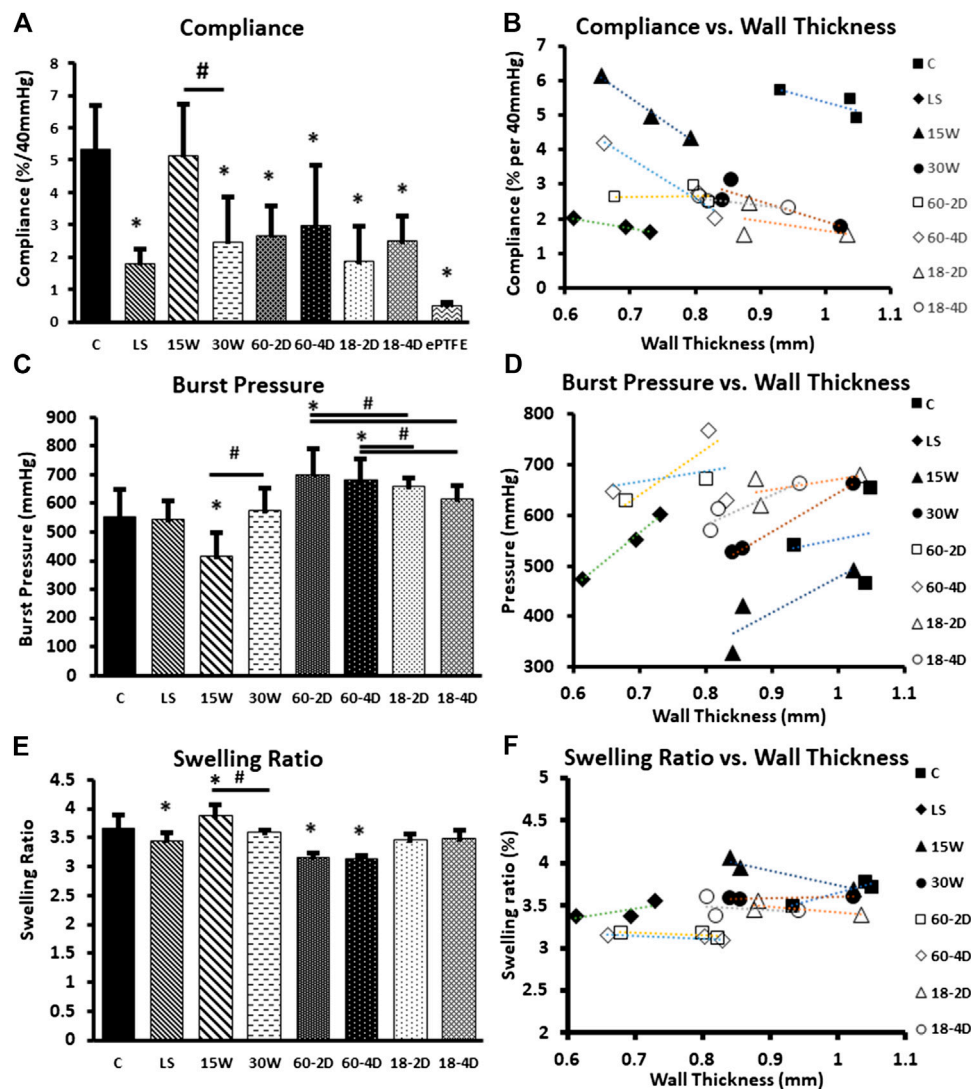 A
Compliance
Compliance (%/40mmHg)
8
7
6
5
4
3
2
1
0
#
*
*
*
*
*
*
*
C LS 15W 30W 60-2D 60-4D 18-2D 18-4D ePTFE
B
Compliance vs. Wall Thickness
Compliance (% per 40mmHg)
7
6
5
4
3
2
1
0
0.6 0.7 0.8 0.9 1 1.1
Wall Thickness (mm)
C
LS
15W
30W
60-2D
60-4D
18-2D
18-4D
C
Burst Pressure
Burst Pressure (mmHg)
900
800
700
600
500
400
300
200
100
0
*
#
*
#
*
#
C LS 15W 30W 60-2D 60-4D 18-2D 18-4D
D
Burst Pressure vs. Wall Thickness
Pressure (mmHg)
800
700
600
500
400
300
0.6 0.7 0.8 0.9 1 1.1
Wall Thickness (mm)
C
LS
15W
30W
60-2D
60-4D
18-2D
18-4D
E
Swelling Ratio
Swelling Ratio
4.5
4
3.5
3
2.5
2
1.5
1
0.5
0
*
*
#
*
*
C LS 15W 30W 60-2D 60-4D 18-2D 18-4D
F
Swelling Ratio vs. Wall Thickness
Swelling ratio (%)
5
4.5
4
3.5
3
2.5
2
0.6 0.7 0.8 0.9 1 1.1
Wall Thickness (mm)
C
LS
15W
30W
60-2D
60-4D
18-2D
18-4D